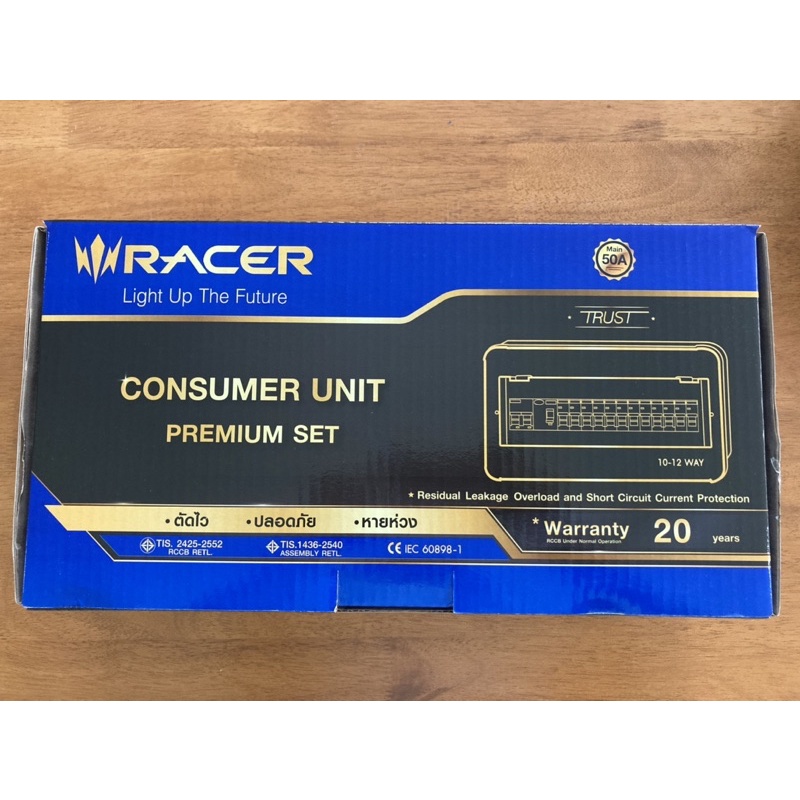 RACER
Light Up The Future
Main
50A
TRUST
CONSUMER UNIT
PREMIUM SET
10-12 WAY
* Residual Leakage Overload and Short Circuit Current Protection
• ตัดไว • ปลอดภัย • หายห่วง
* Warranty 20 years
RCCB Under Normal Operation
TIS. 2425-2552
RCCB RETL.
TIS.1436-2540
ASSEMBLY RETL.
CE IEC 60898-1